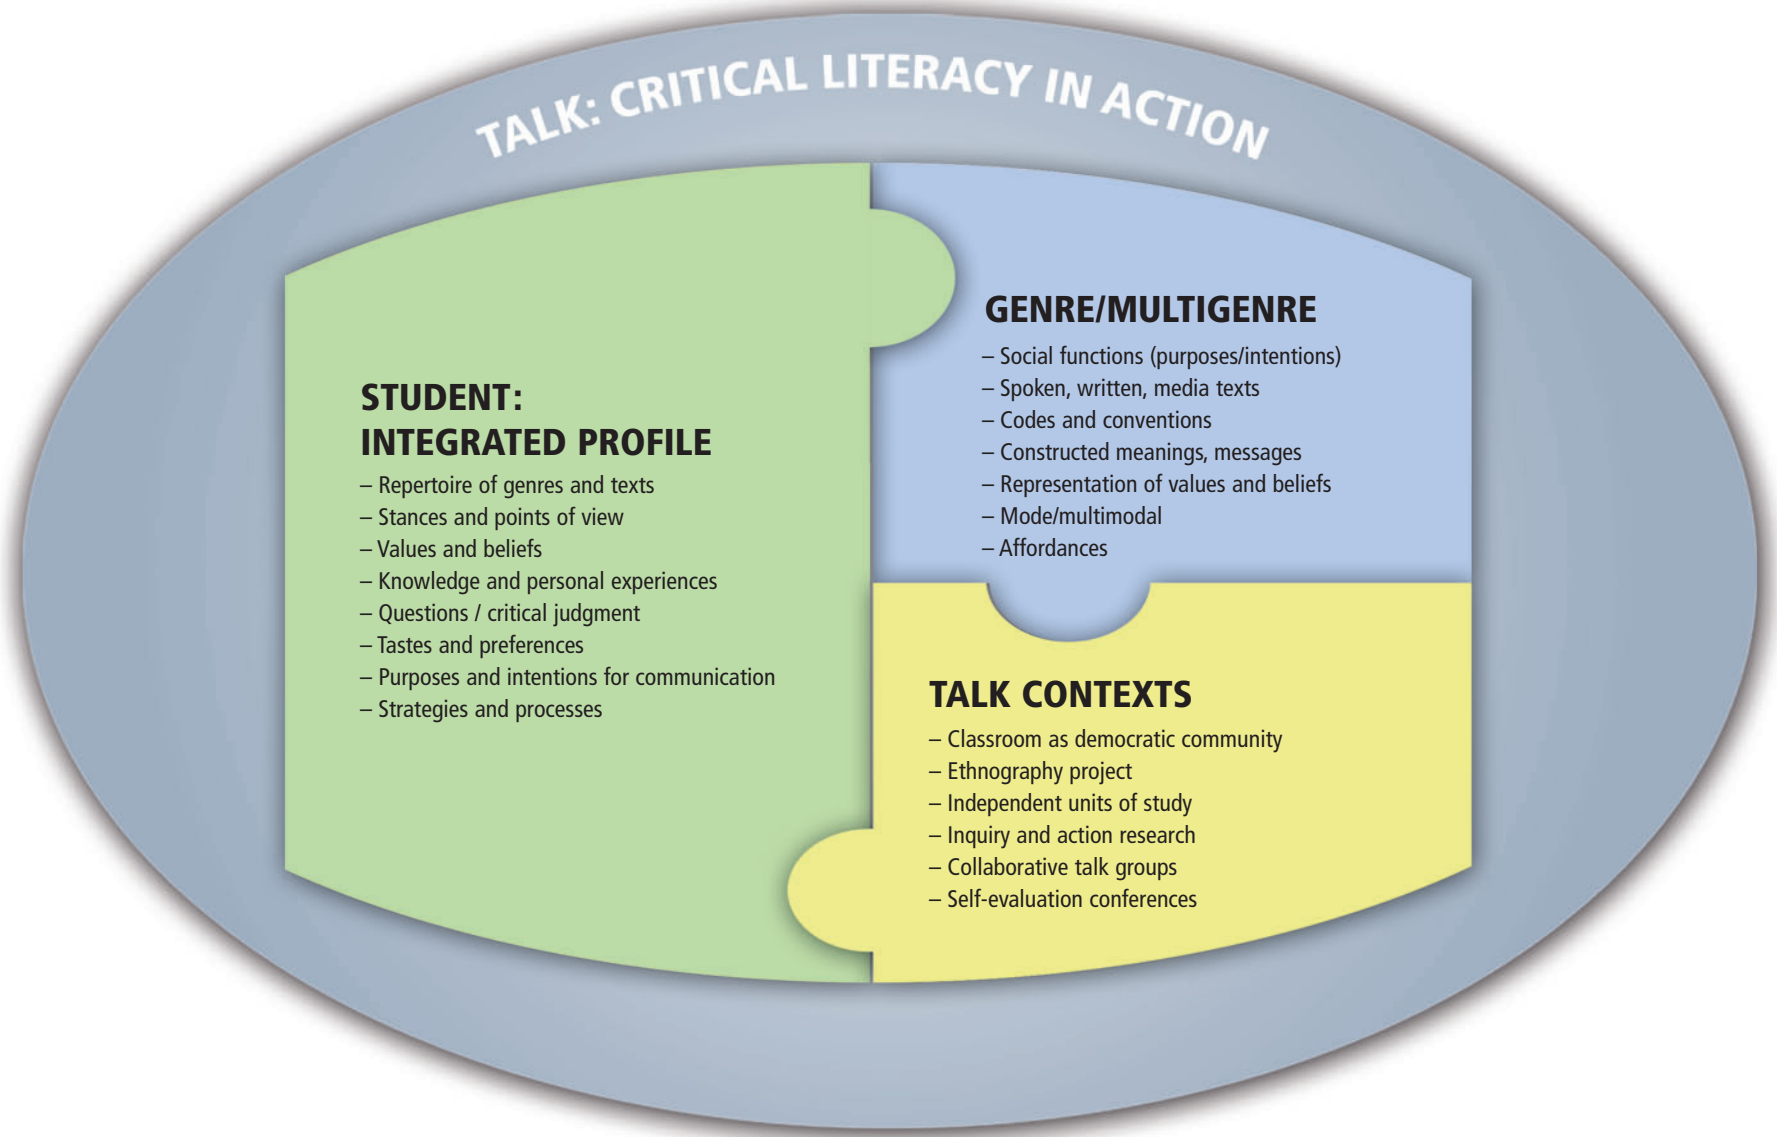 TALK: CRITICAL LITERACY IN ACTION
STUDENT:
INTEGRATED PROFILE
– Repertoire of genres and texts
– Stances and points of view
– Values and beliefs
– Knowledge and personal experiences
– Questions / critical judgment
– Tastes and preferences
– Purposes and intentions for communication
– Strategies and processes
GENRE/MULTIGENRE
– Social functions (purposes/intentions)
– Spoken, written, media texts
– Codes and conventions
– Constructed meanings, messages
– Representation of values and beliefs
– Mode/multimodal
– Affordances
TALK CONTEXTS
– Classroom as democratic community
– Ethnography project
– Independent units of study
– Inquiry and action research
– Collaborative talk groups
– Self-evaluation conferences